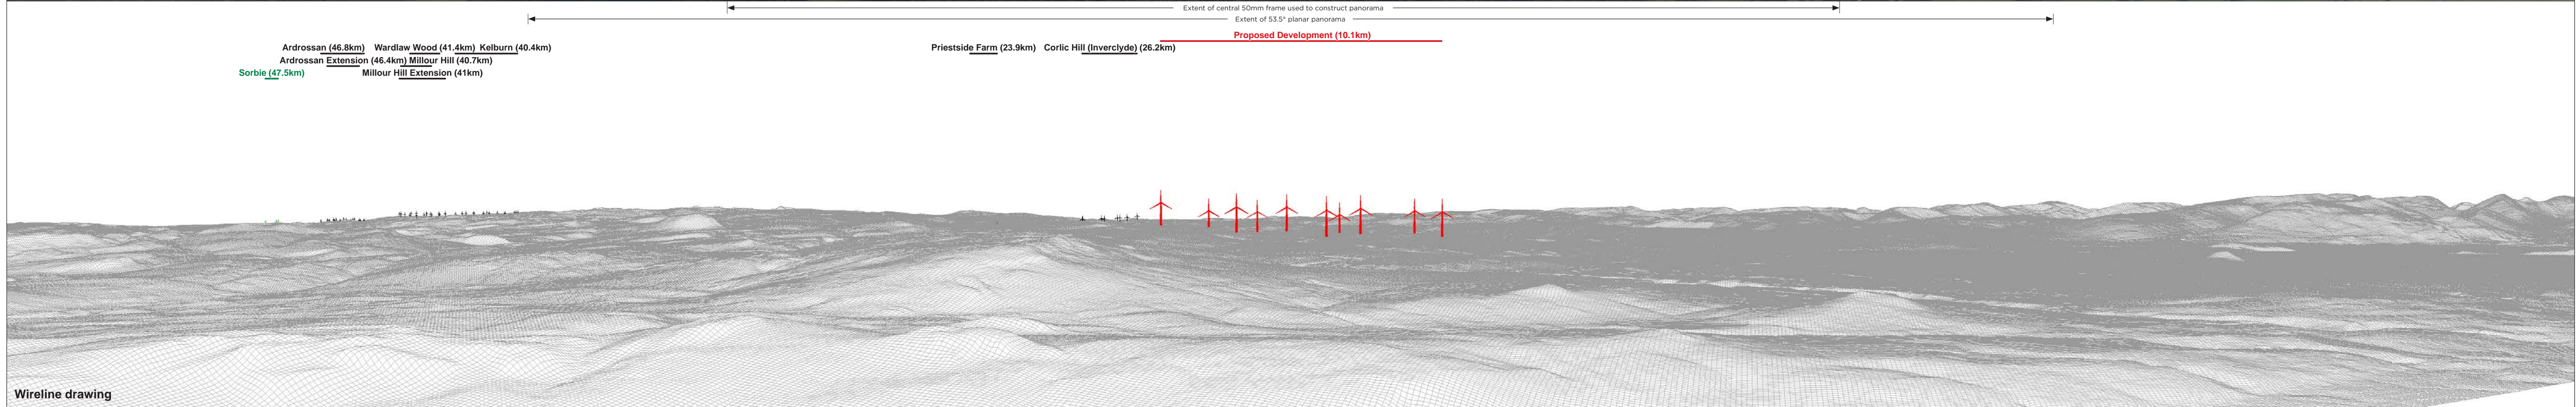 Extent of central 50mm frame used to construct panorama
Extent of 53.5° planar panorama
Proposed Development (10.1km)
Ardrossan (46.8km) Wardlaw Wood (41.4km) Kelburn (40.4km) Priestside Farm (23.9km) Corlic Hill (Inverclyde) (26.2km)
Ardrossan Extension (46.4km) Millour Hill (40.7km)
Sorbie (47.5km) Millour Hill Extension (41km)
Wireline drawing